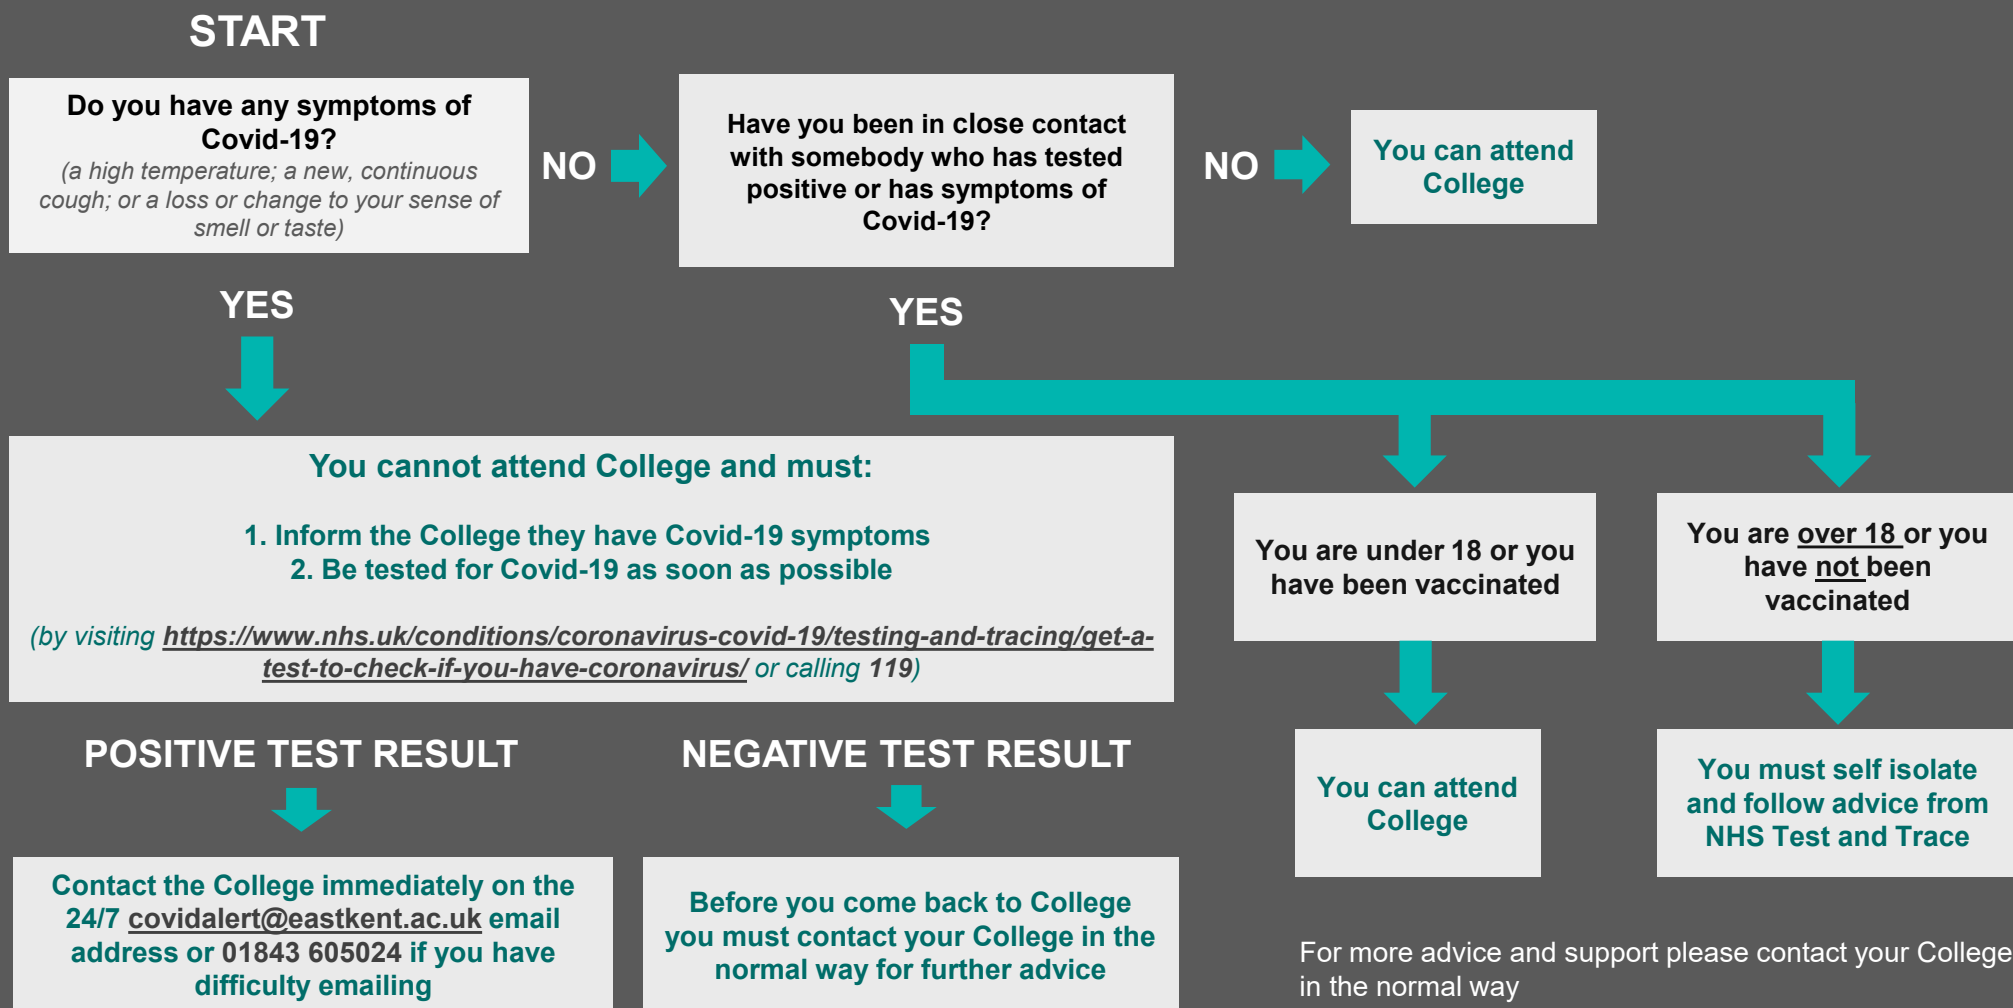 START
Do you have any symptoms of
Covid-19?
(a high temperature; a new, continuous
cough; or a loss or change to your sense of
smell or taste)
NO
Have you been in close contact
with somebody who has tested
positive or has symptoms of
Covid-19?
NO
You can attend
College
YES
YES
You cannot attend College and must:
1. Inform the College they have Covid-19 symptoms
2. Be tested for Covid-19 as soon as possible
(by visiting https://www.nhs.uk/conditions/coronavirus-covid-19/testing-and-tracing/get-a-
test-to-check-if-you-have-coronavirus/ or calling 119)
You are under 18 or you
have been vaccinated
You are over 18 or you
have not been
vaccinated
POSITIVE TEST RESULT
NEGATIVE TEST RESULT
You can attend
College
You must self isolate
and follow advice from
NHS Test and Trace
Contact the College immediately on the
24/7 covidalert@eastkent.ac.uk email
address or 01843 605024 if you have
difficulty emailing
Before you come back to College
you must contact your College in the
normal way for further advice
For more advice and support please contact your College
in the normal way